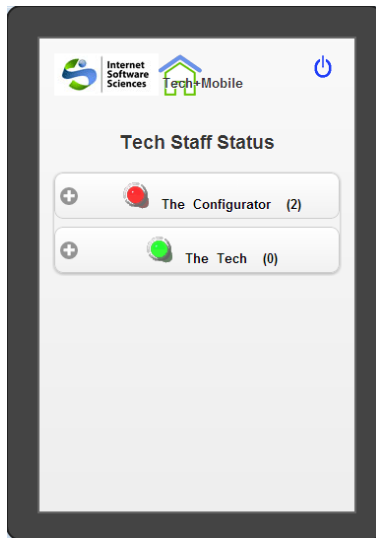 Internet
Software
Sciences
Tech+Mobile
Tech Staff Status
The Configurator (2)
The Tech (0)